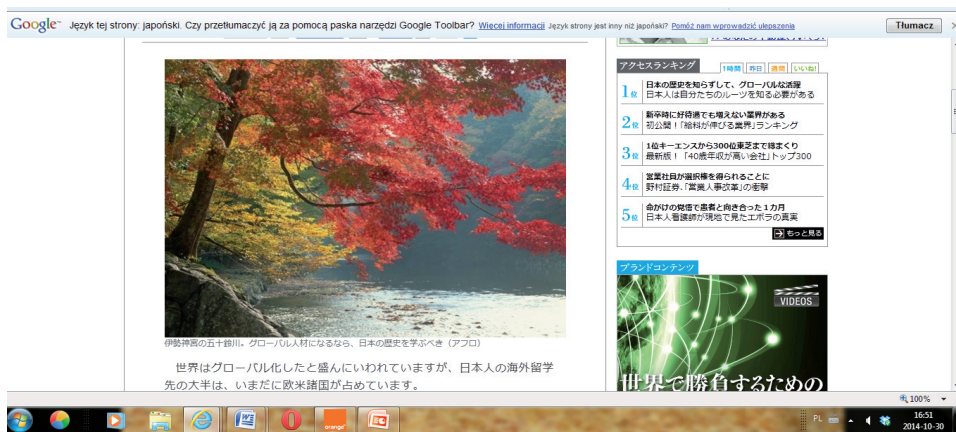 Google Język tej strony: japoński. Czy przetłumaczyć ją za pomocą paska narzędzi Google Toolbar? Więcej informacji Język strony jest inny niż japoński? Pomóż nam wprowadzić ulepszenia Tłumacz
伊勢神宮の五十鈴川。グローバル人材になるなら、日本の歴史を学ぶべき（アフロ）
世界はグローバル化したと盛んにいわれていますが、日本人の海外留学
先の大半は、いまだに欧米諸国が占めています。
アクセスランキング 1時間 昨日 週間 いいね!
1位 日本の歴史を知らずして、グローバルな活躍
日本人は自分たちのルーツを知る必要がある
2位 新卒時に好待遇でも増えない業界がある
初公開！「給料が伸びる業界」ランキング
3位 1位キーエンスから300位東芝まで総まくり
最新版！「40歳年収が高い会社」トップ300
4位 営業社員が選択権を得られることに
野村証券、「営業人事改革」の衝撃
5位 命がけの覚悟で患者と向き合った1カ月
日本人看護師が現地で見たエボラの真実
もっと見る
ブランドコンテンツ
VIDEOS
世界で勝負するための
100%
orange
PL
16:51
2014-10-30